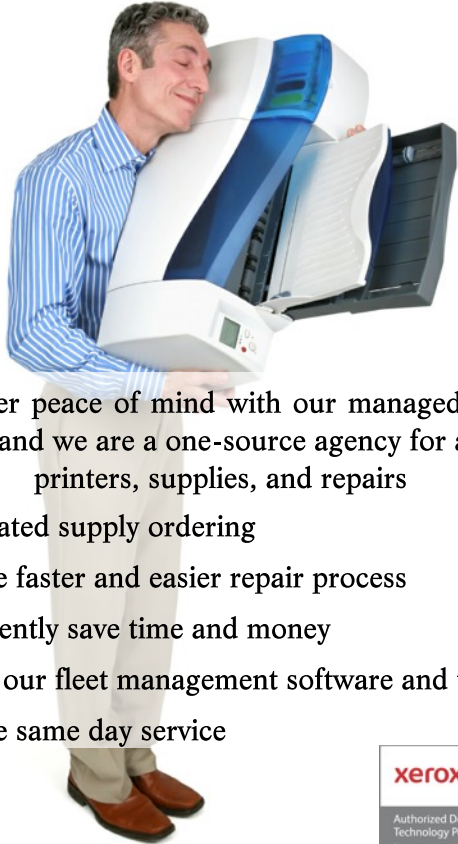 er peace of mind with our managed
and we are a one-source agency for a
printers, supplies, and repairs
ated supply ordering
e faster and easier repair process
ently save time and money
our fleet management software and
e same day service
xerox
Authorized D
Technology P